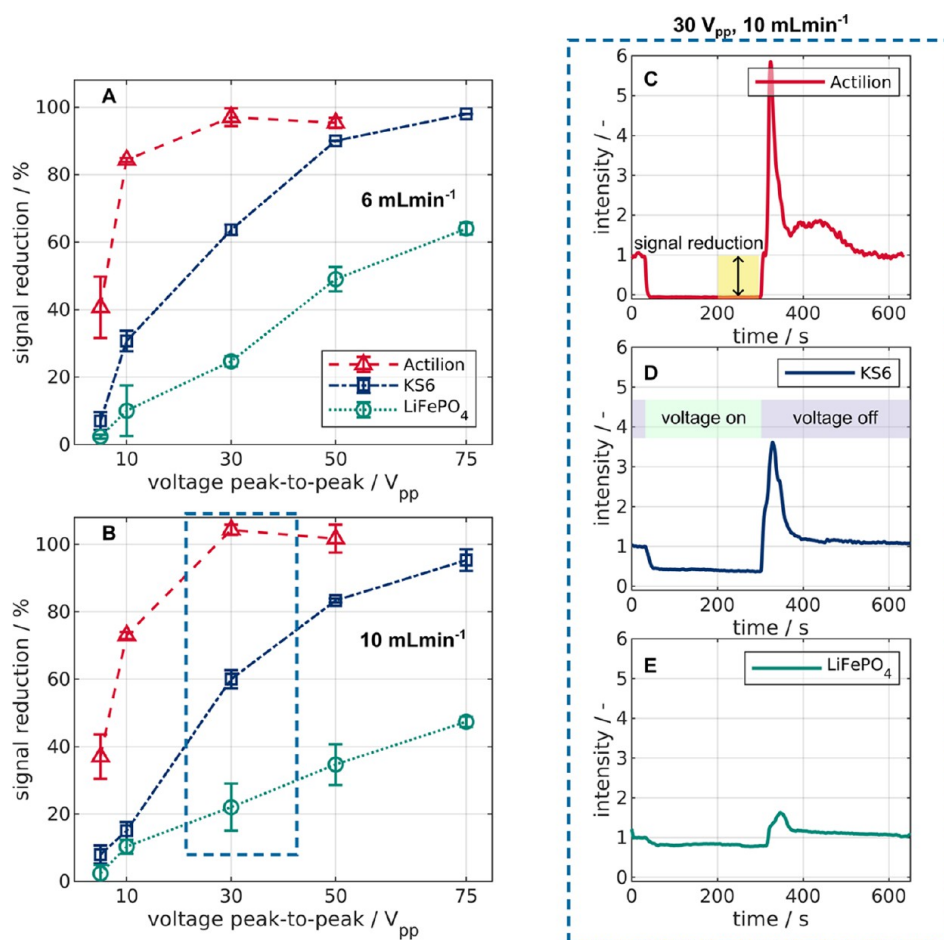 30 Vpp, 10 mLmin-1
A
100
80
60
40
20
0
signal reduction / %
6 mLmin-1
Actilion
KS6
LiFePO4
10
30
50
75
voltage peak-to-peak / Vpp
B
100
80
60
40
20
0
signal reduction / %
10 mLmin-1
10
30
50
75
voltage peak-to-peak / Vpp
C
Actilion
6
5
4
3
2
1
0
intensity / -
signal reduction
0
200
400
600
time / s
D
KS6
6
5
4
3
2
1
0
intensity / -
voltage on
voltage off
0
200
400
600
time / s
E
LiFePO4
6
5
4
3
2
1
0
intensity / -
0
200
400
600
time / s